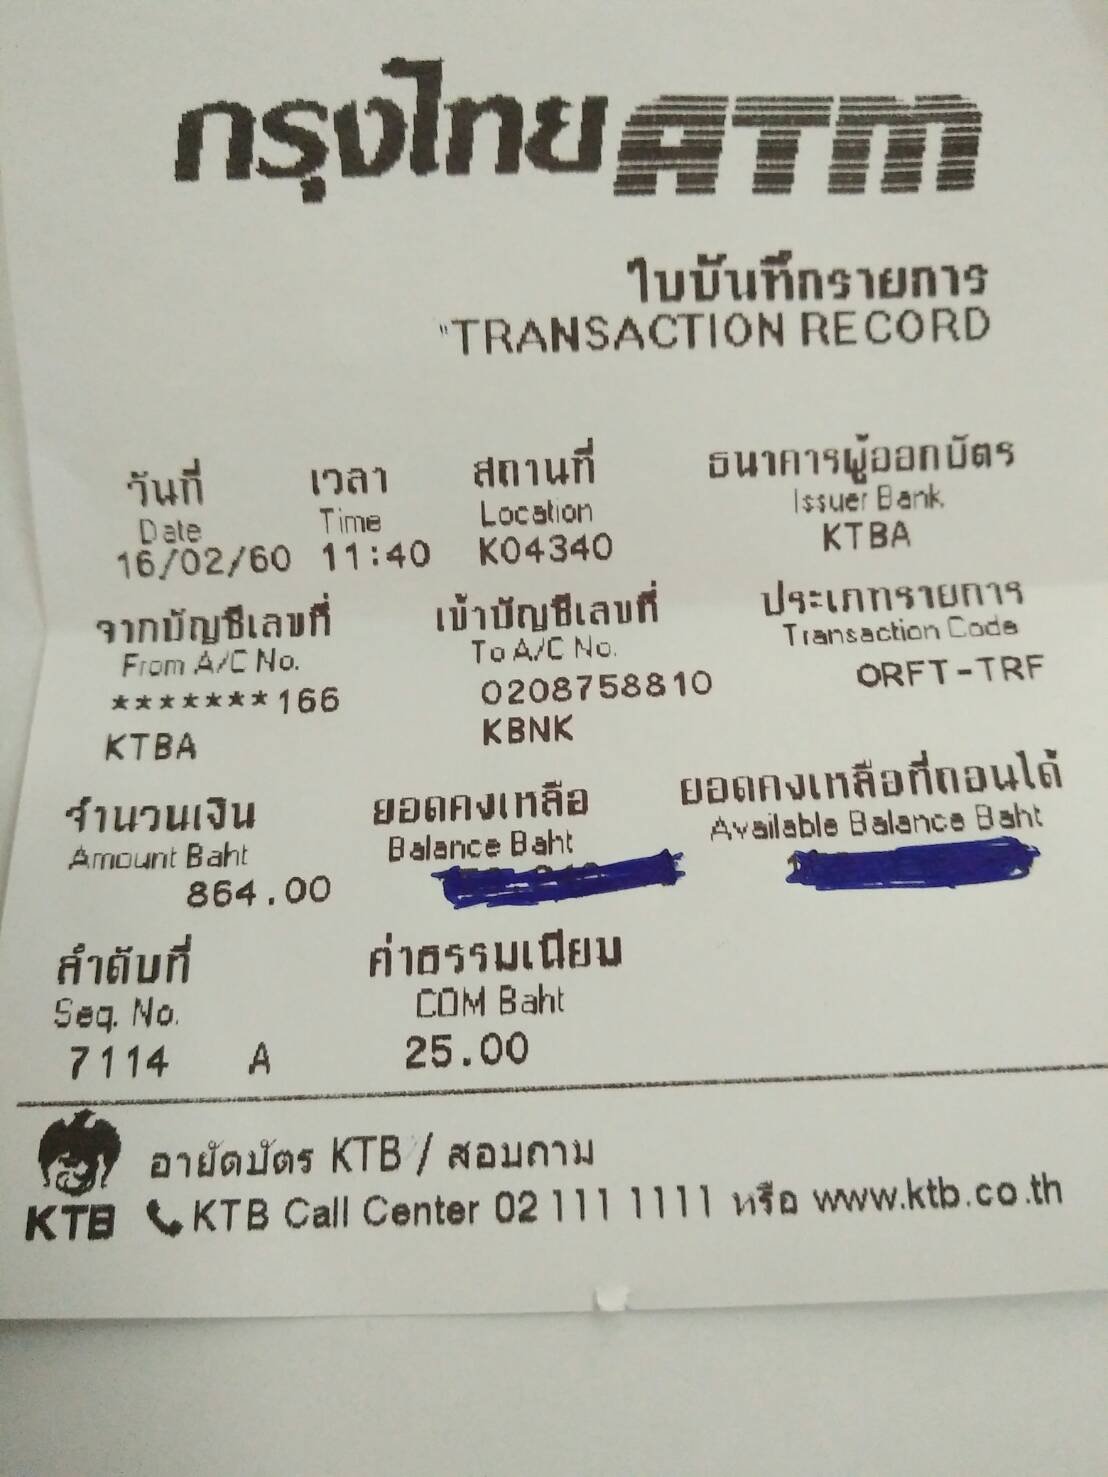 กรุงไทย ATM
ใบบันทึกรายการ
"TRANSACTION RECORD
วันที่ เวลา สถานที่ ธนาคารผู้ออกบัตร
Date Time Location Issuer Bank
16/02/60 11:40 K04340 KTBA
จากบัญชีเลขที่ เข้าบัญชีเลขที่ ประเภทรายการ
From A/C No. To A/C No. Transaction Code
*******166 0208758810 ORFT-TRF
KTBA KBNK
จำนวนเงิน ยอดคงเหลือ ยอดคงเหลือที่ถอนได้
Amount Baht Balance Baht Available Balance Baht
864.00
ลำดับที่ ค่าธรรมเนียม
Seq. No. COM Baht
7114 A 25.00
อายัดบัตร KTB / สอบถาม
KTB KTB Call Center 02 111 1111 หรือ www.ktb.co.th